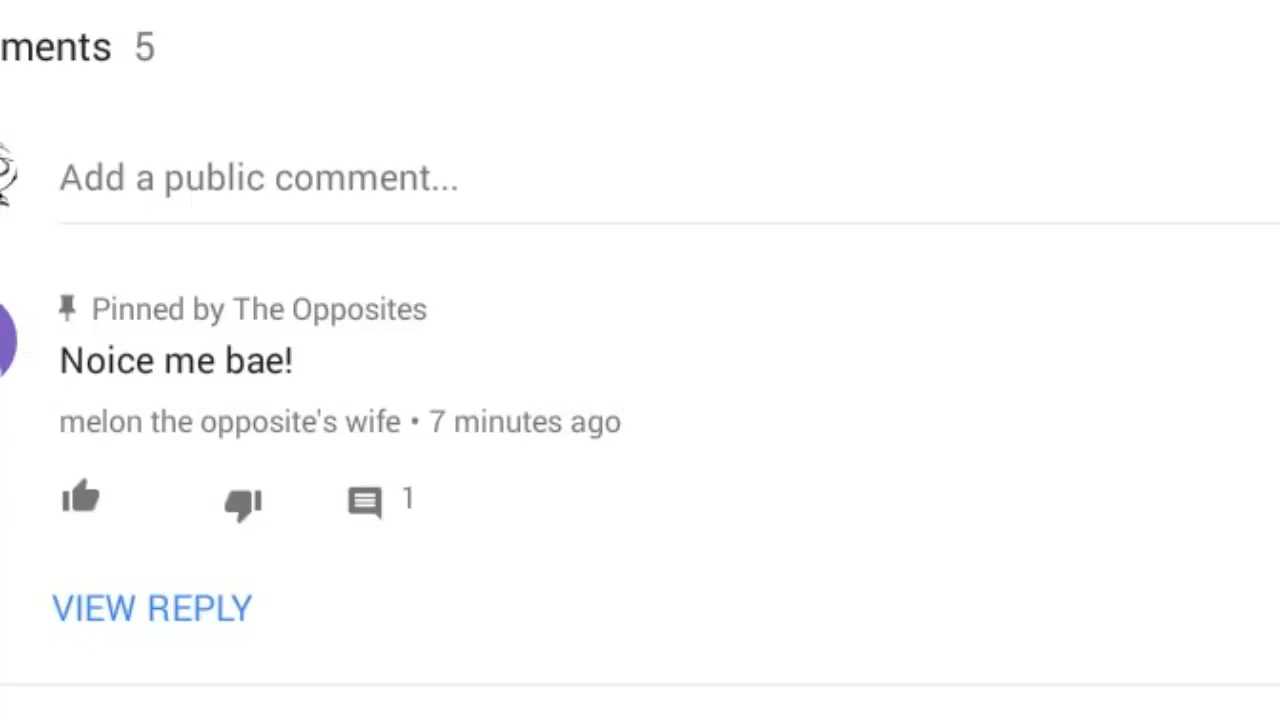 ments 5
Add a public comment...
Pinned by The Opposites
Noice me bae!
melon the opposite's wife • 7 minutes ago
1
VIEW REPLY